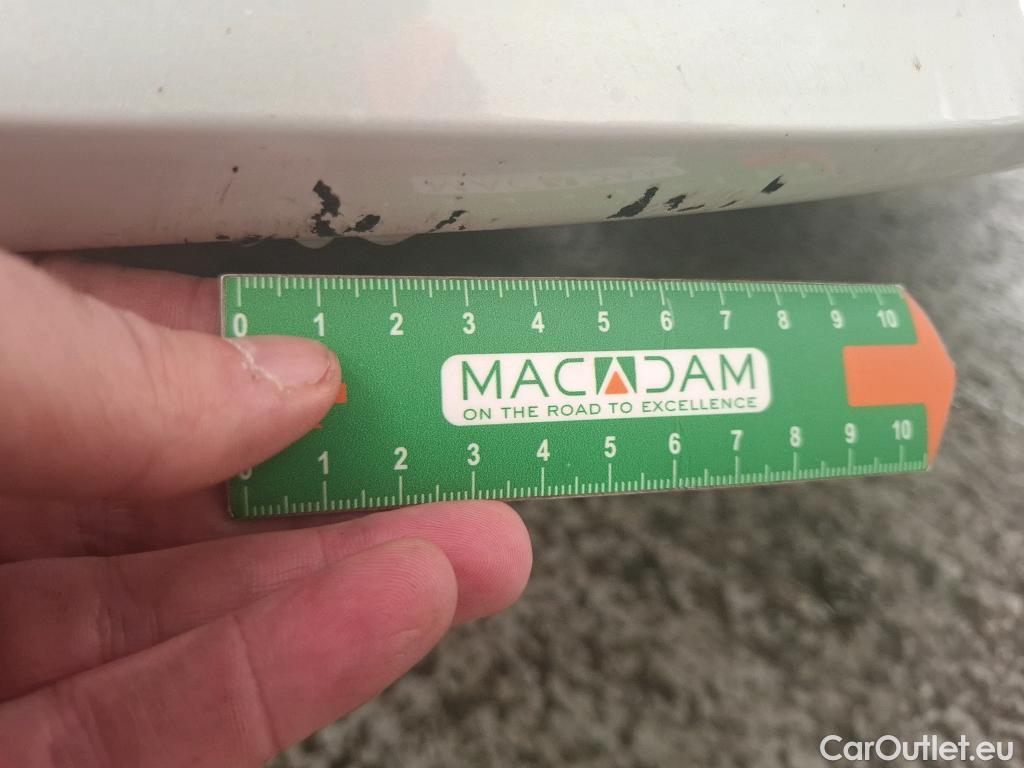 0 1 2 3 4 5 6 7 8 9 10
MACADAM
ON THE ROAD TO EXCELLENCE
1 2 3 4 5 6 7 8 9 10
CarOutlet.eu